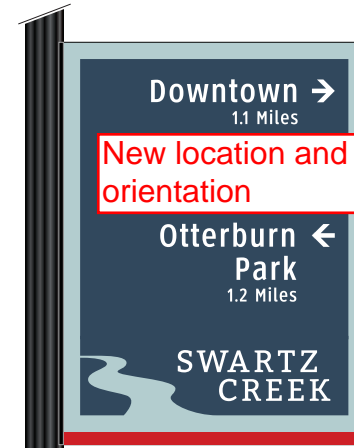 Downtown →
1.1 Miles
New location and
orientation
Otterburn ←
Park
1.2 Miles
SWARTZ
CREEK